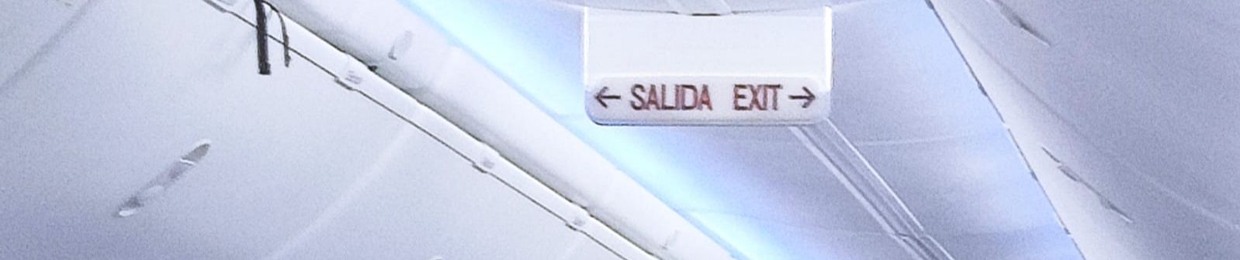 ← SALIDA EXIT →